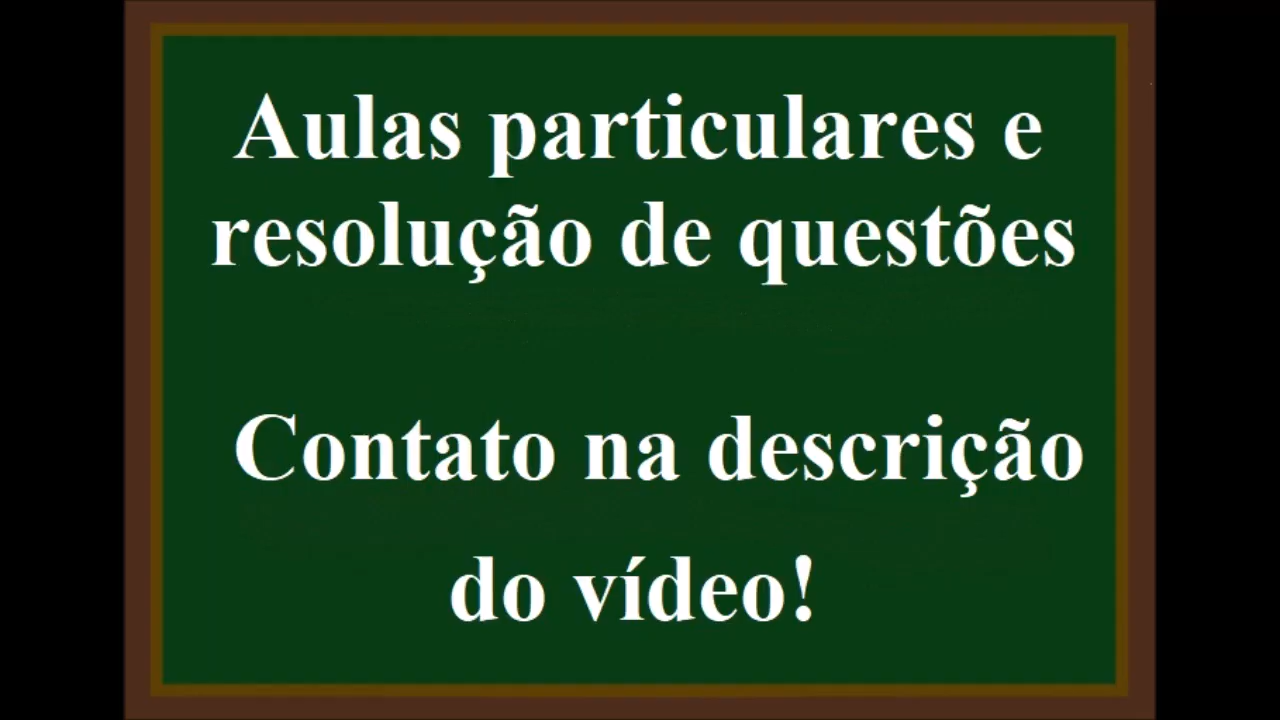 Aulas particulares e
resolução de questões
Contato na descrição
do vídeo!